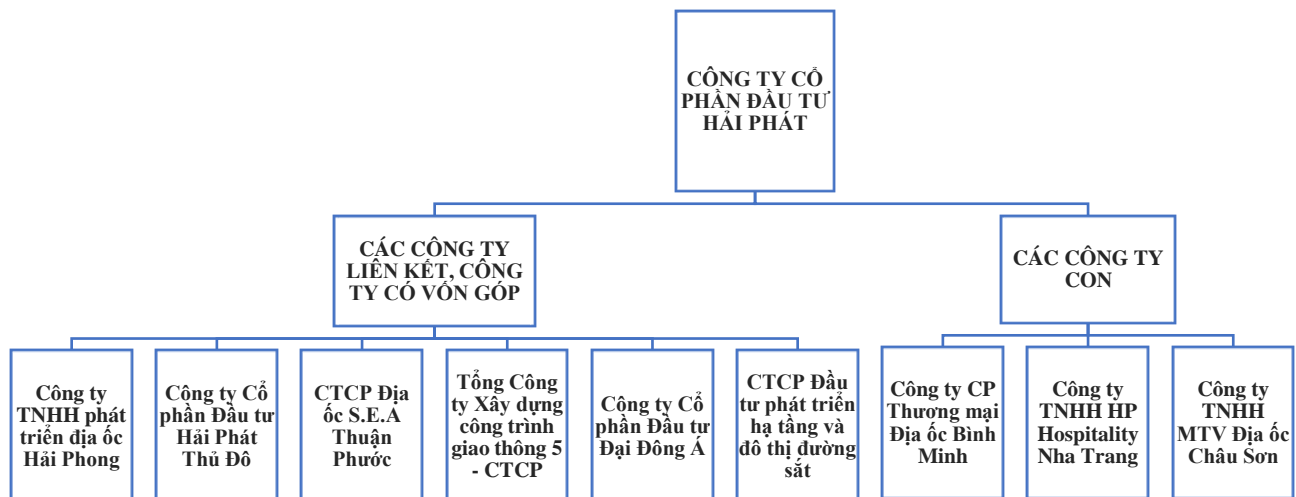 CÔNG TY CỔ
PHẦN ĐẦU TƯ
HẢI PHÁT
CÁC CÔNG TY
LIÊN KẾT, CÔNG
TY CÓ VỐN GÓP
CÁC CÔNG TY
CON
Công ty
TNHH phát
triển địa ốc
Hải Phong
Công ty Cổ
phần Đầu tư
Hải Phát
Thủ Đô
CTCP Địa
ốc S.E.A
Thuận
Phước
Tổng Công
ty Xây dựng
công trình
giao thông 5
- CTCP
Công ty Cổ
phần Đầu tư
Đại Đông Á
CTCP Đầu
tư phát triển
hạ tầng và
đô thị đường
sắt
Công ty CP
Thương mại
Địa ốc Bình
Minh
Công ty
TNHH HP
Hospitality
Nha Trang
Công ty
TNHH
MTV Địa ốc
Châu Sơn